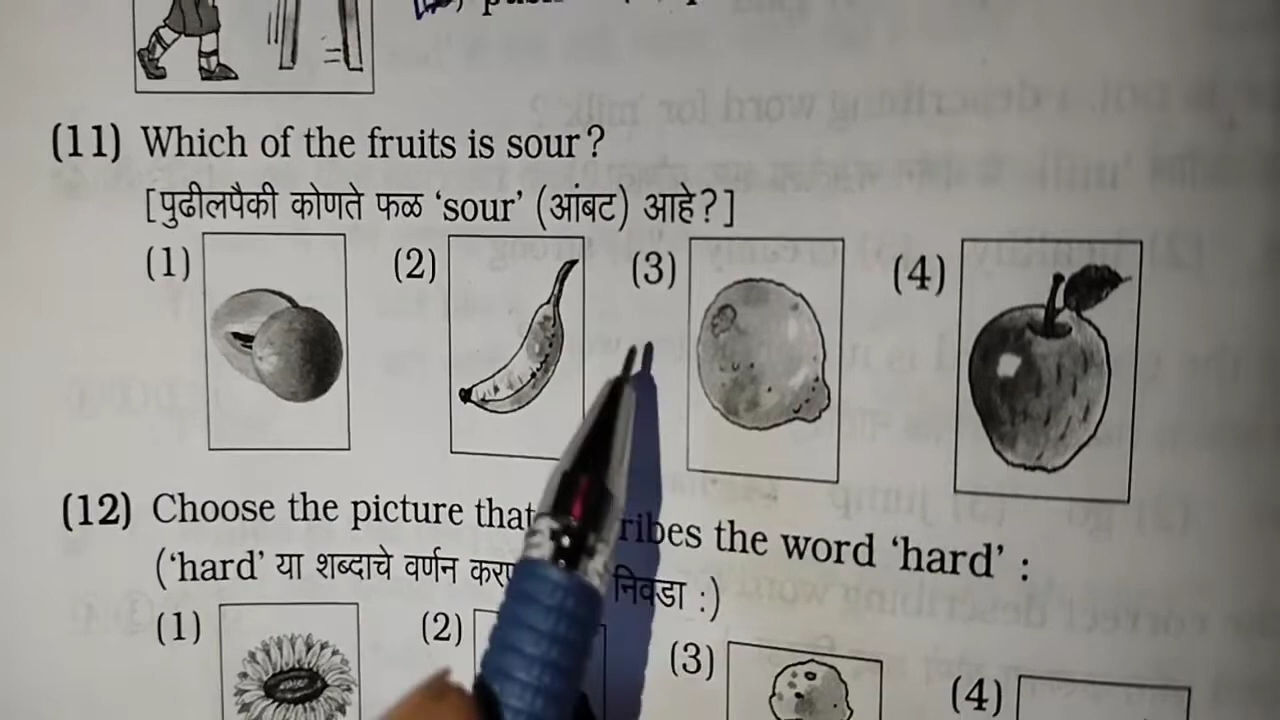 (11) Which of the fruits is sour?
[पुढीलपैकी कोणते फळ ‘sour’ (आंबट) आहे?]
(1) (2) (3) (4)
(12) Choose the picture that ribes the word ‘hard’ :
(‘hard’ या शब्दाचे वर्णन निवडा :)
(1) (2) (3) (4)